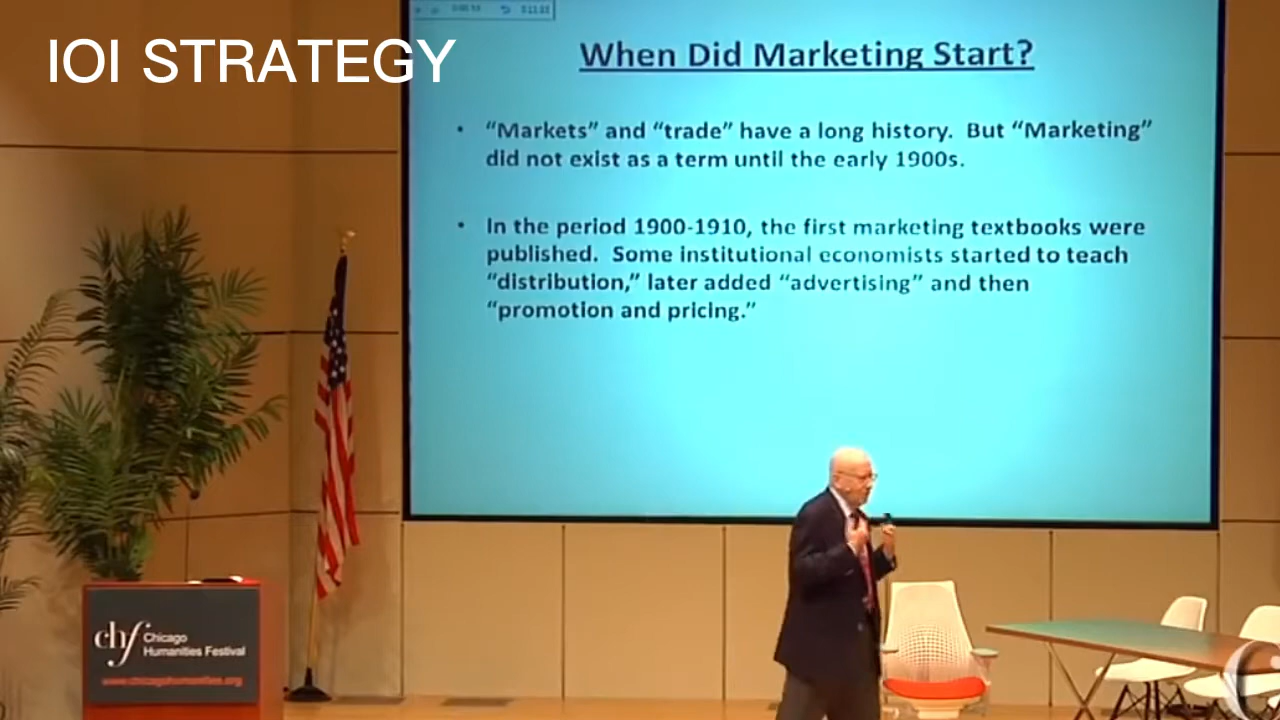 IOI STRATEGY
When Did Marketing Start?
• “Markets” and “trade” have a long history. But “Marketing”
did not exist as a term until the early 1900s.
• In the period 1900-1910, the first marketing textbooks were
published. Some institutional economists started to teach
“distribution,” later added “advertising” and then
“promotion and pricing.”
chf Chicago
Humanities Festival
www.chicagohumanities.org